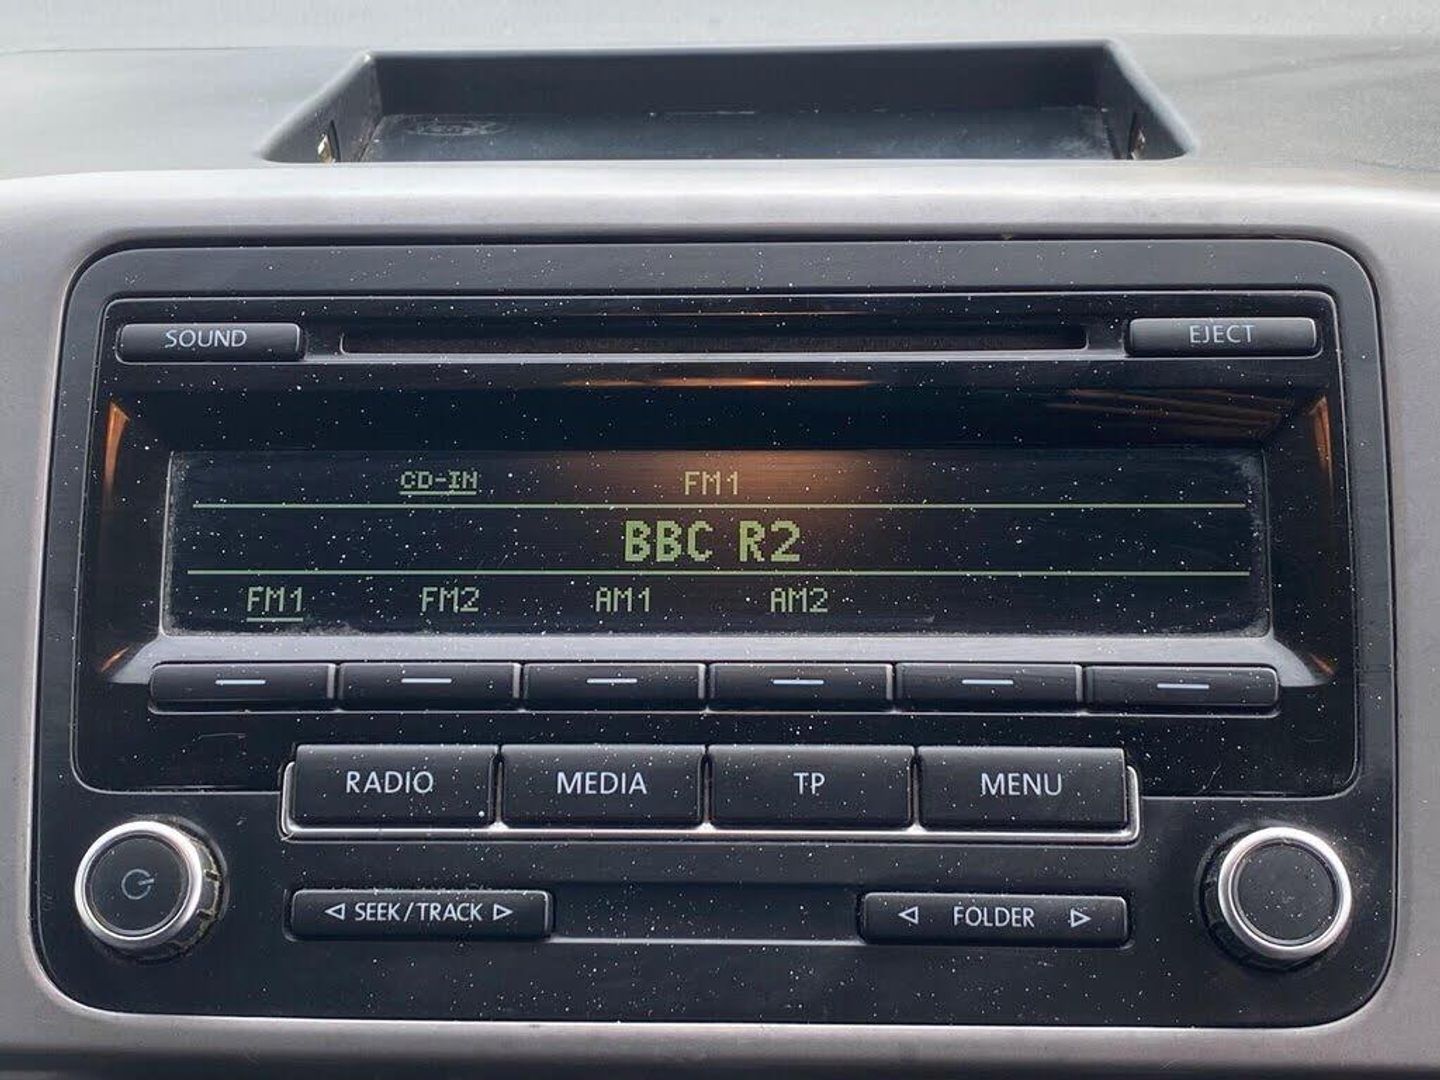 SOUND
EJECT
CD-IN FM1
BBC R2
FM1 FM2 AM1 AM2
RADIO MEDIA TP MENU
◁ SEEK/TRACK ▷
◁ FOLDER ▷